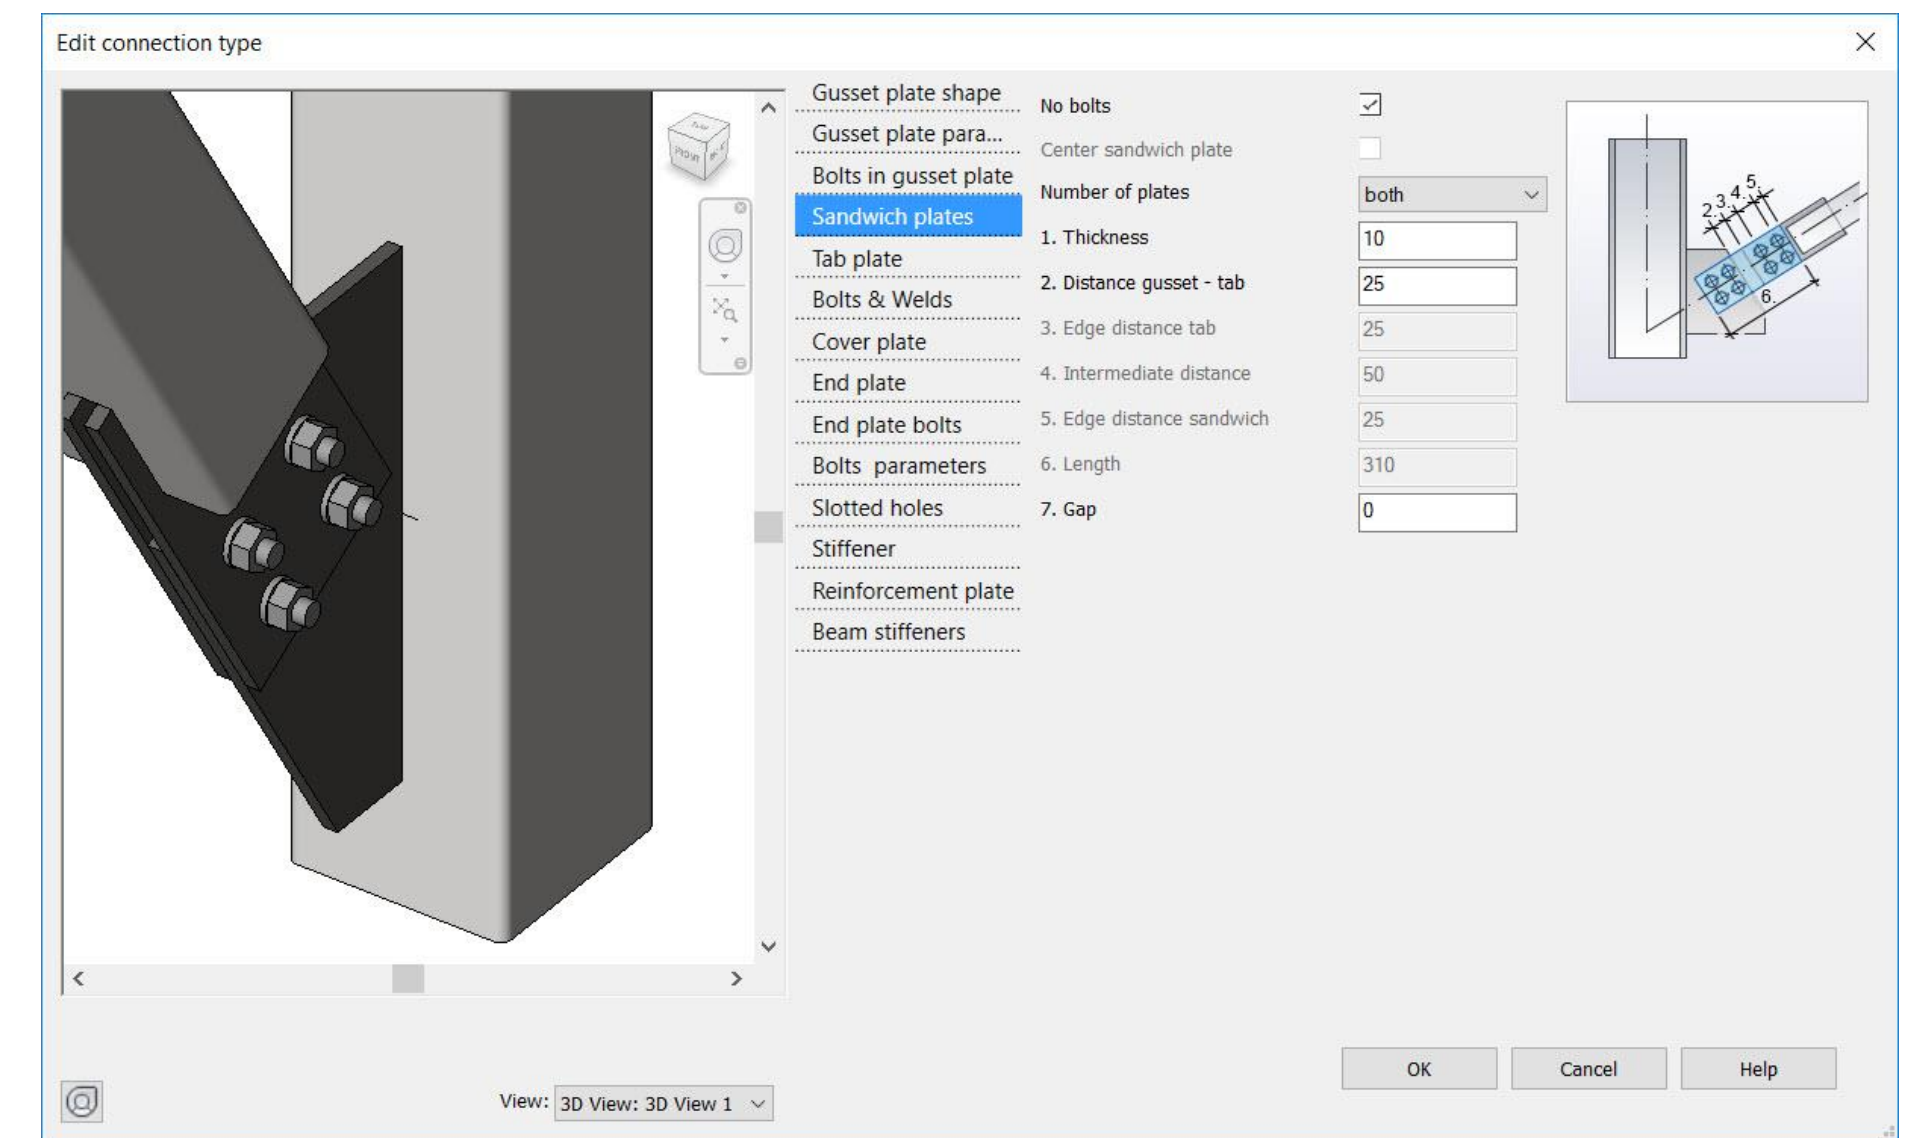 Edit connection type
Gusset plate shape
Gusset plate para...
Bolts in gusset plate
Sandwich plates
Tab plate
Bolts & Welds
Cover plate
End plate
End plate bolts
Bolts parameters
Slotted holes
Stiffener
Reinforcement plate
Beam stiffeners
No bolts
Center sandwich plate
Number of plates both
1. Thickness 10
2. Distance gusset - tab 25
3. Edge distance tab 25
4. Intermediate distance 50
5. Edge distance sandwich 25
6. Length 310
7. Gap 0
2. 3. 4. 5.
6.
FRONT
OK Cancel Help
View: 3D View: 3D View 1